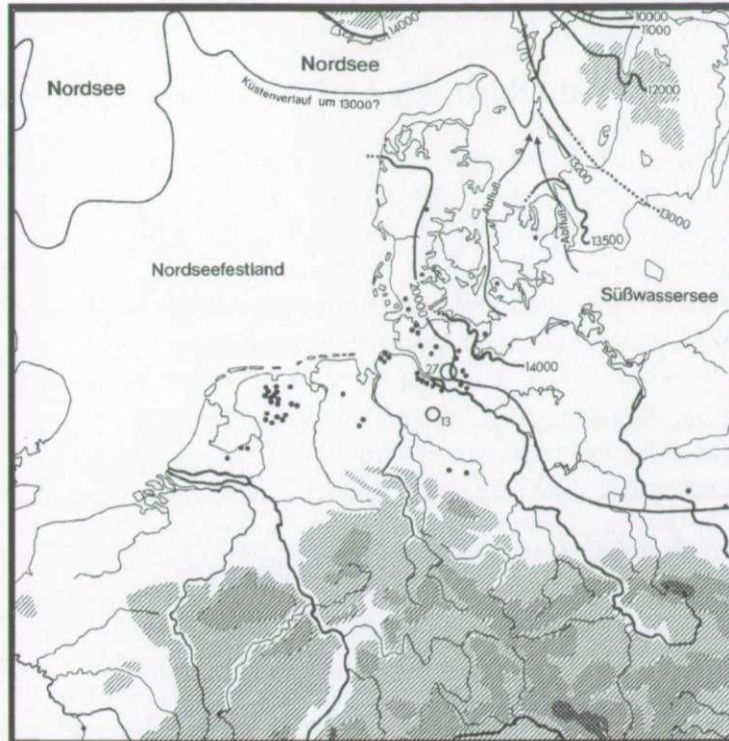 10000
11000
14000
Nordsee
Nordsee
12000
Küstenverlauf um 13000?
13200
13000
Abfluß
Abfluß
13500
Nordseefestland
20000
Süßwassersee
14000
27
13